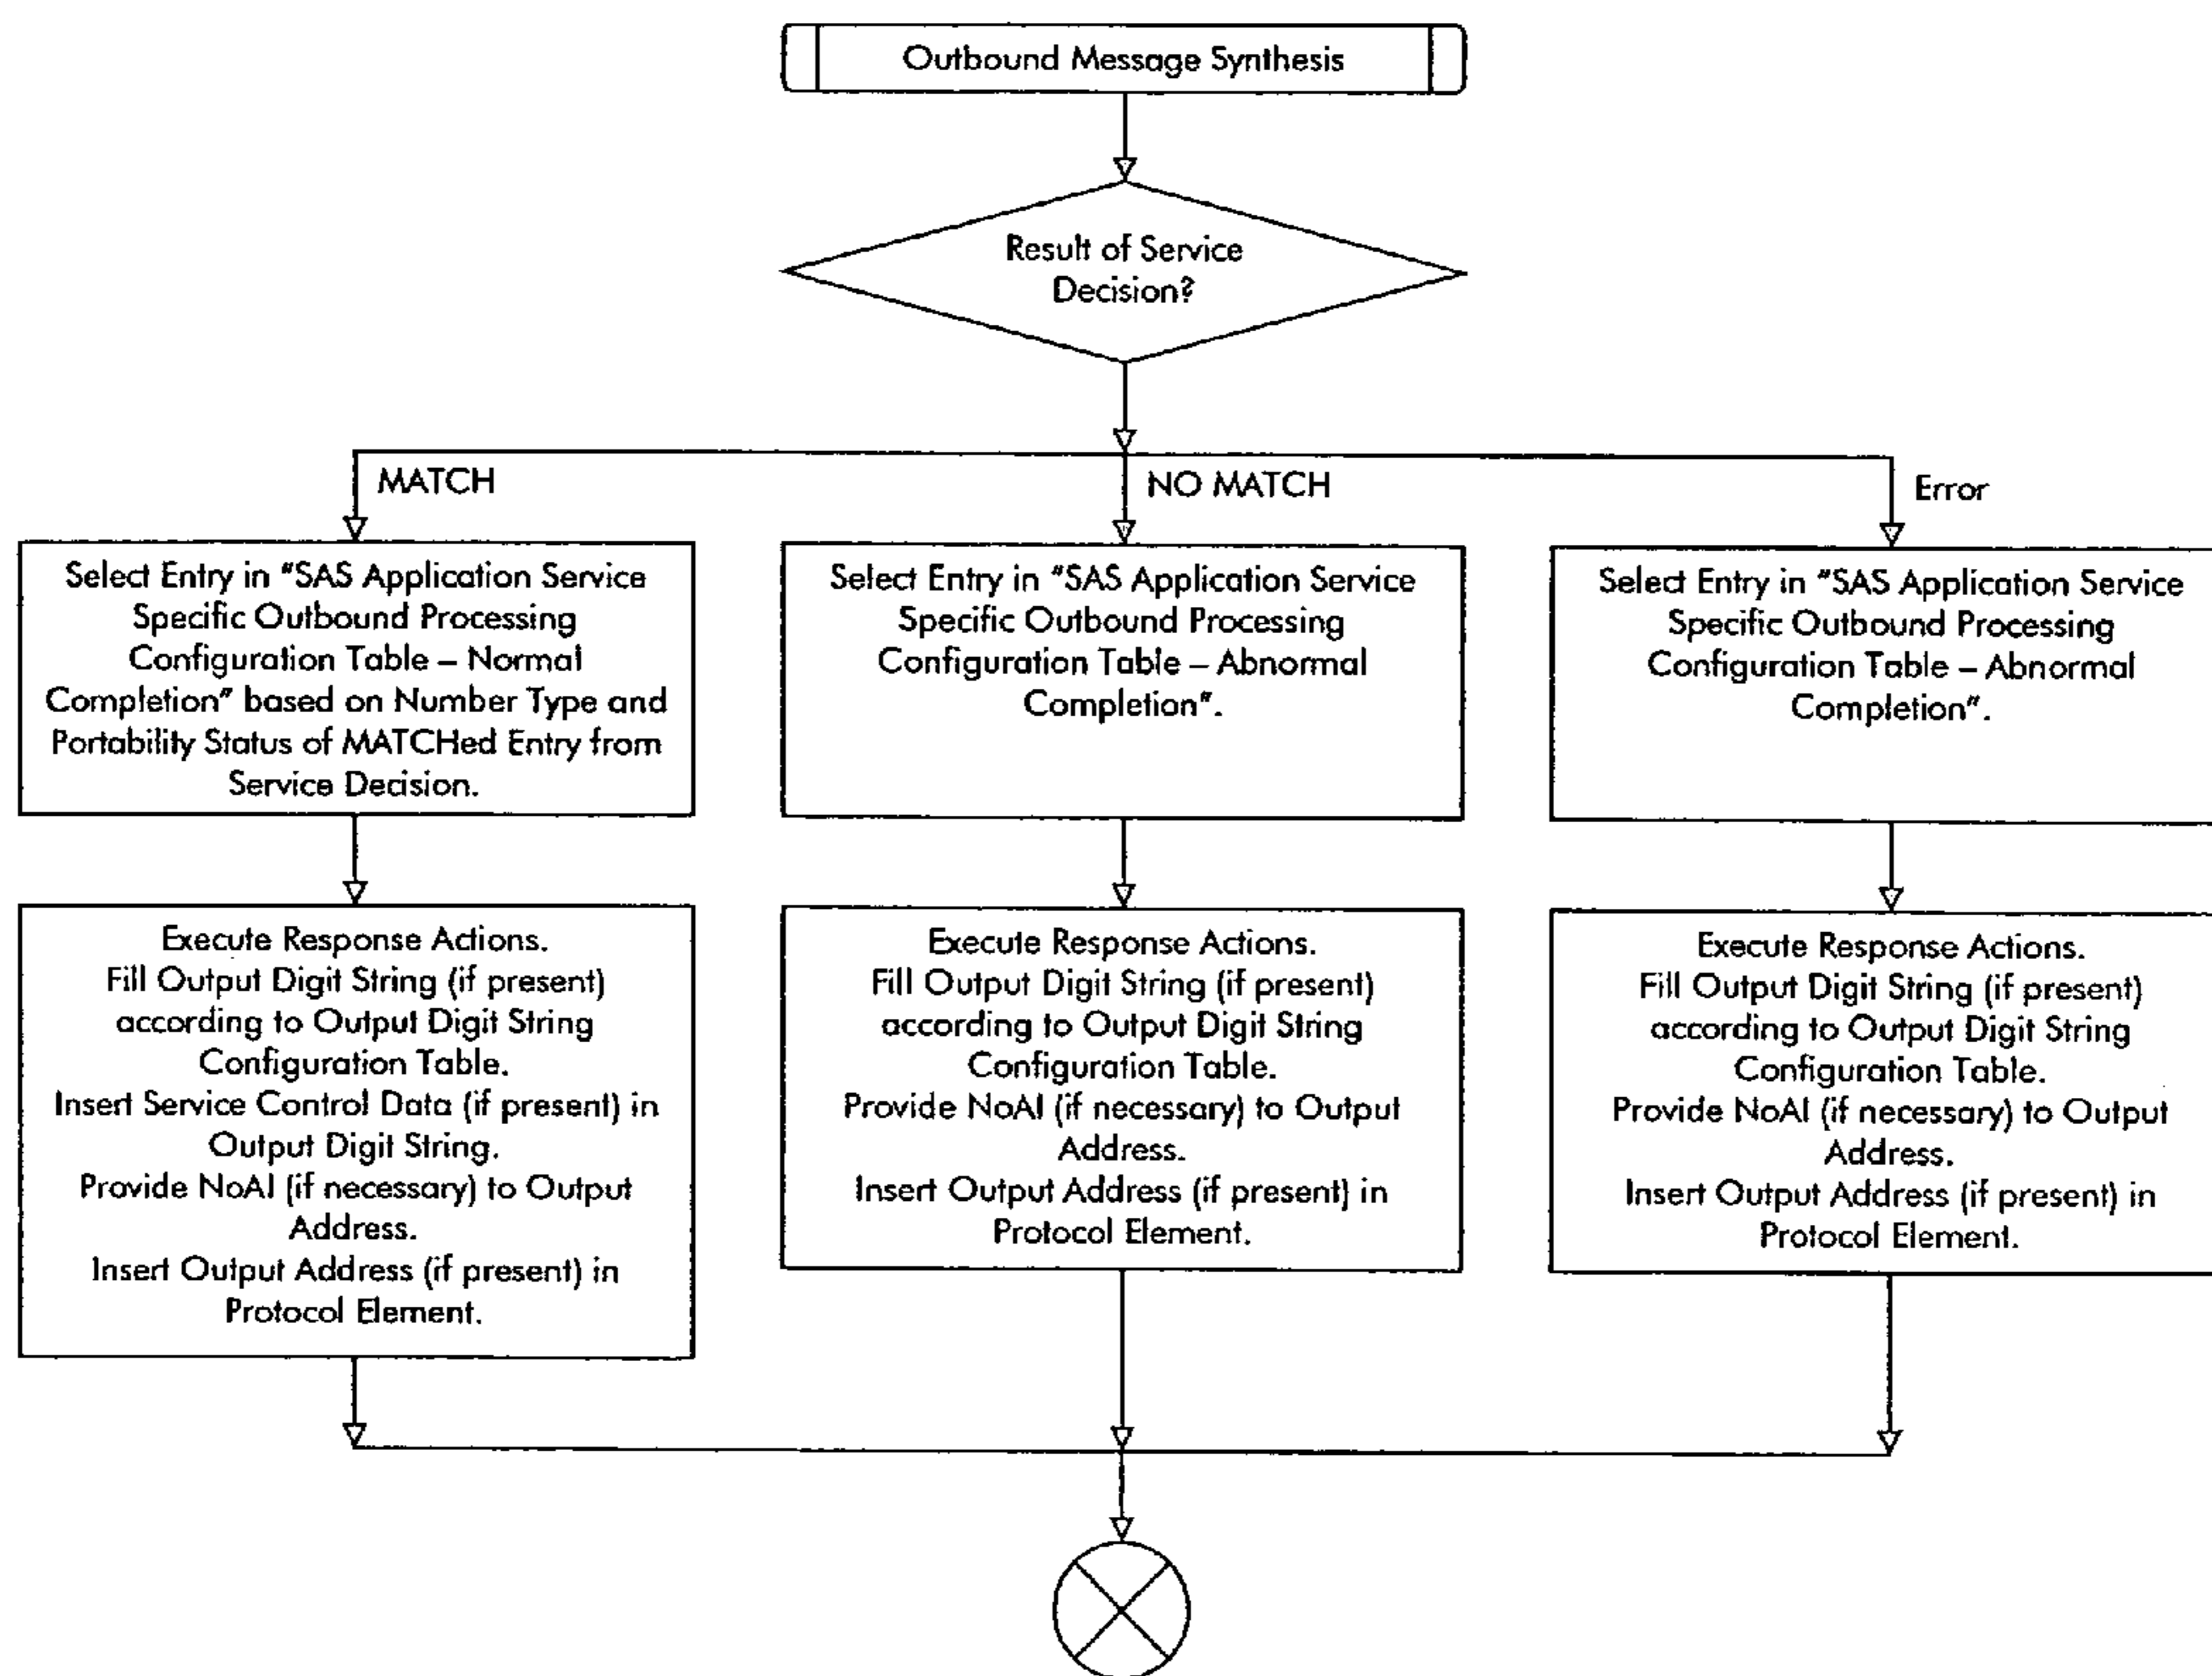 Outbound Message Synthesis
Result of Service
Decision?
MATCH
NO MATCH
Error
Select Entry in "SAS Application Service
Specific Outbound Processing
Configuration Table – Normal
Completion" based on Number Type and
Portability Status of MATCHed Entry from
Service Decision.
Select Entry in "SAS Application Service
Specific Outbound Processing
Configuration Table – Abnormal
Completion".
Select Entry in "SAS Application Service
Specific Outbound Processing
Configuration Table – Abnormal
Completion".
Execute Response Actions.
Fill Output Digit String (if present)
according to Output Digit String
Configuration Table.
Insert Service Control Data (if present) in
Output Digit String.
Provide NoAI (if necessary) to Output
Address.
Insert Output Address (if present) in
Protocol Element.
Execute Response Actions.
Fill Output Digit String (if present)
according to Output Digit String
Configuration Table.
Provide NoAI (if necessary) to Output
Address.
Insert Output Address (if present) in
Protocol Element.
Execute Response Actions.
Fill Output Digit String (if present)
according to Output Digit String
Configuration Table.
Provide NoAI (if necessary) to Output
Address.
Insert Output Address (if present) in
Protocol Element.